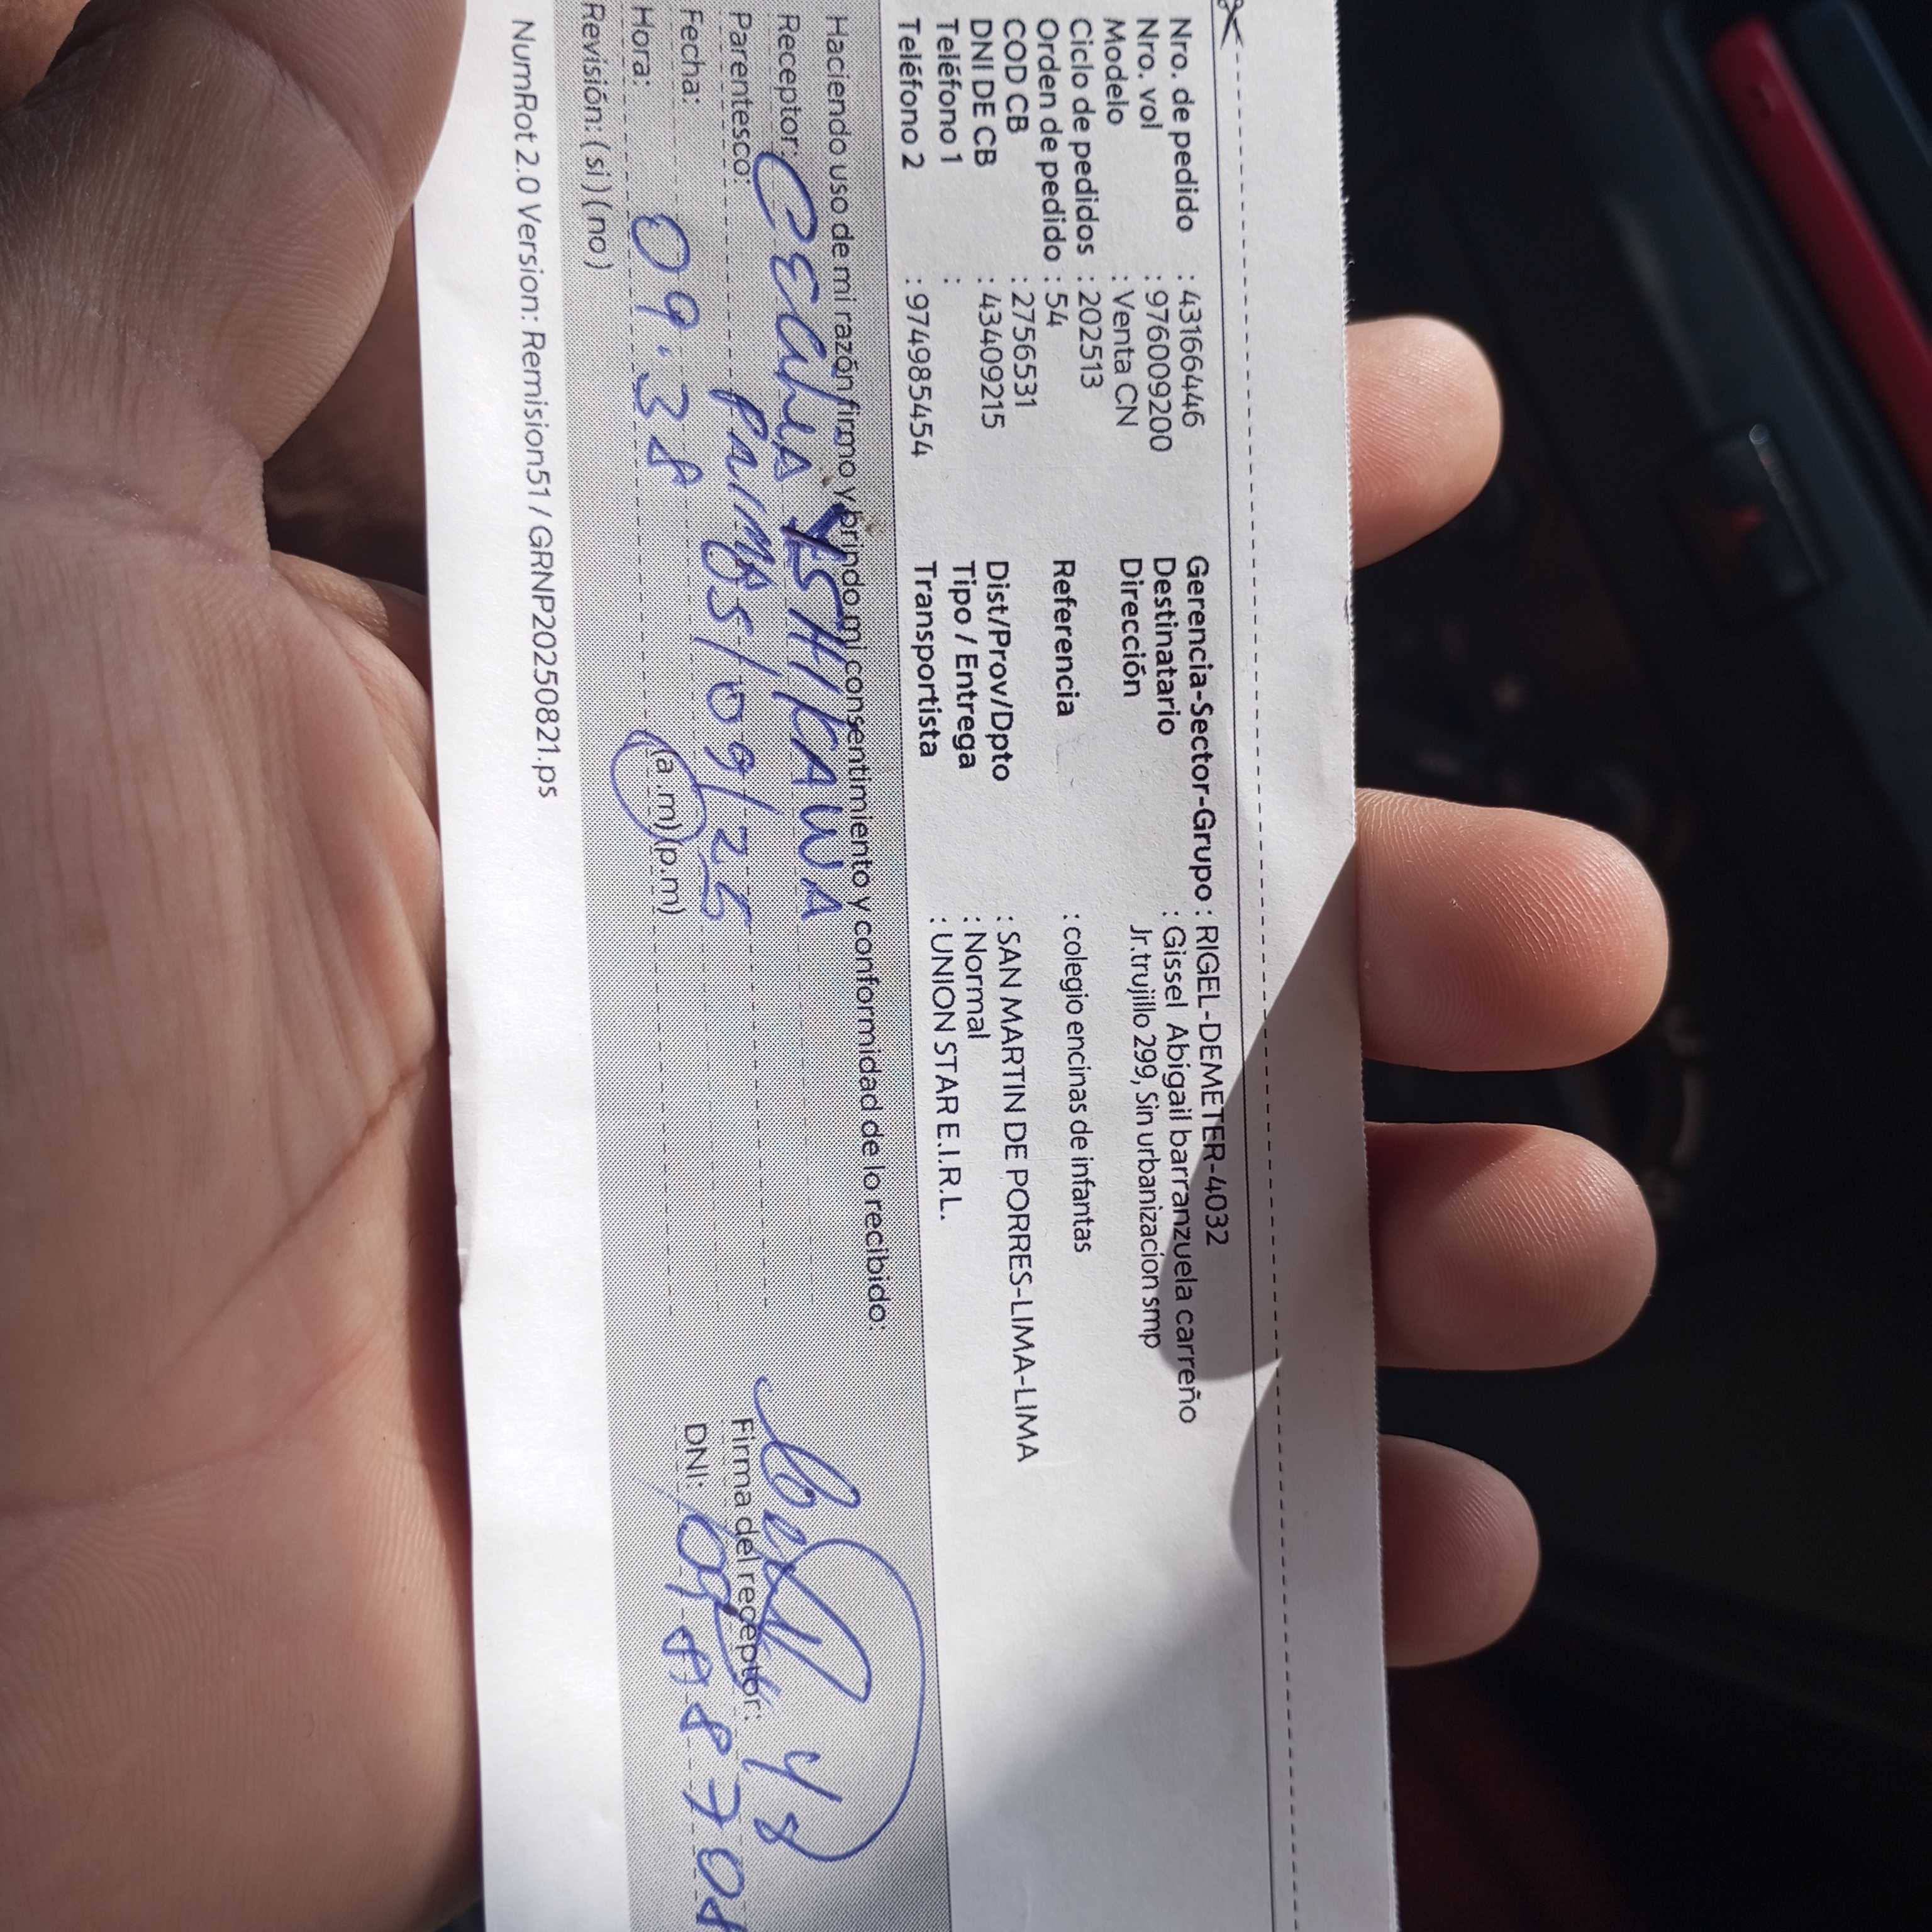 Nro. de pedido : 43166446
Nro. vol : 976009200
Modelo : Venta CN
Ciclo de pedidos : 202513
Orden de pedido : 54
COD CB : 2756531
DNI DE CB : 43409215
Teléfono 1 :
Teléfono 2 : 974985454
Gerencia-Sector-Grupo : RIGEL-DEMETER-4032
Destinatario : Gissel Abigail barranzuela carreño
Dirección Jr.trujillo 299, Sin urbanizacion smp
Referencia : colegio encinas de infantas
Dist/Prov/Dpto : SAN MARTIN DE PORRES-LIMA-LIMA
Tipo / Entrega : Normal
Transportista : UNION STAR E.I.R.L.
Haciendo uso de mi razón firmo y brindo mi consentimiento y conformidad de lo recibido:
Receptor: CECILIA YSHIKAWA
Parentesco:
Fecha: 05/09/25
Hora: 09:38 (a.m) (p.m)
Revisión: ( si ) ( no )
Firma del receptor:
DNI:
NumRot 2.0 Version: Remision51 / GRNP20250821.ps